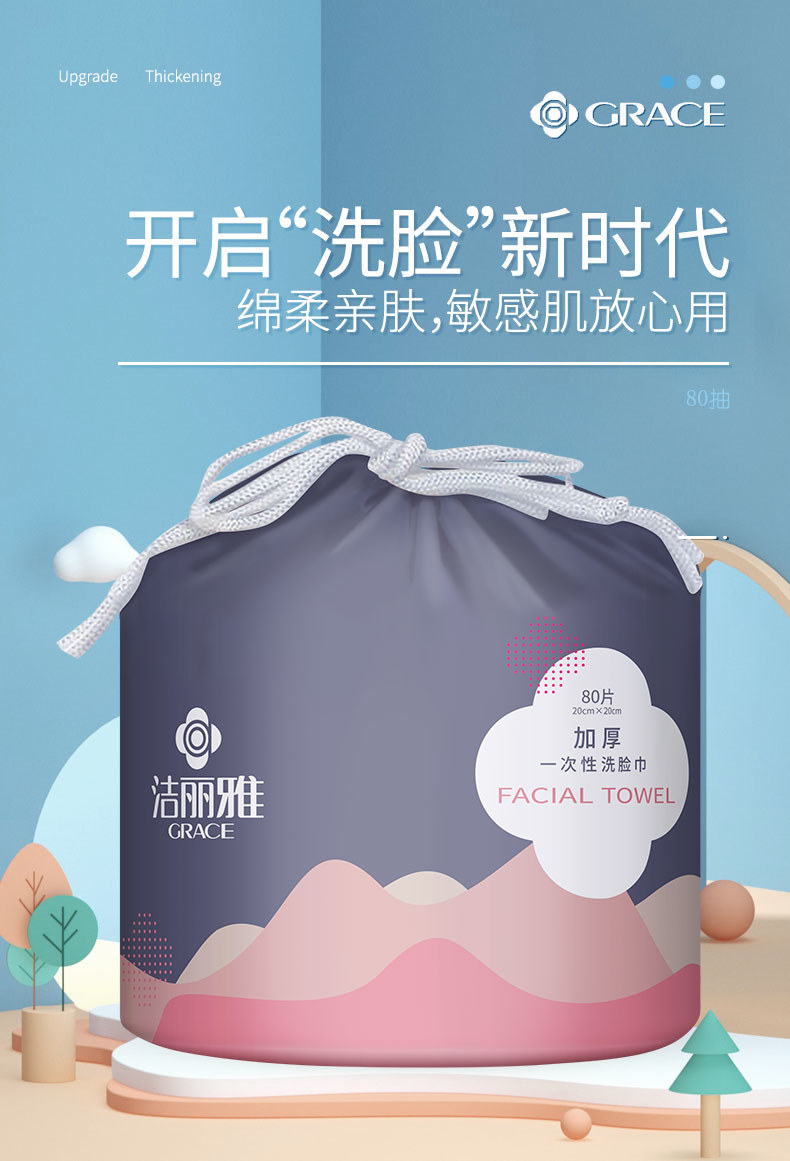 Upgrade Thickening
GRACE
开启“洗脸”新时代
绵柔亲肤,敏感肌放心用
80抽
80片
20cm×20cm
加厚
一次性洗脸巾
FACIAL TOWEL
洁丽雅
GRACE